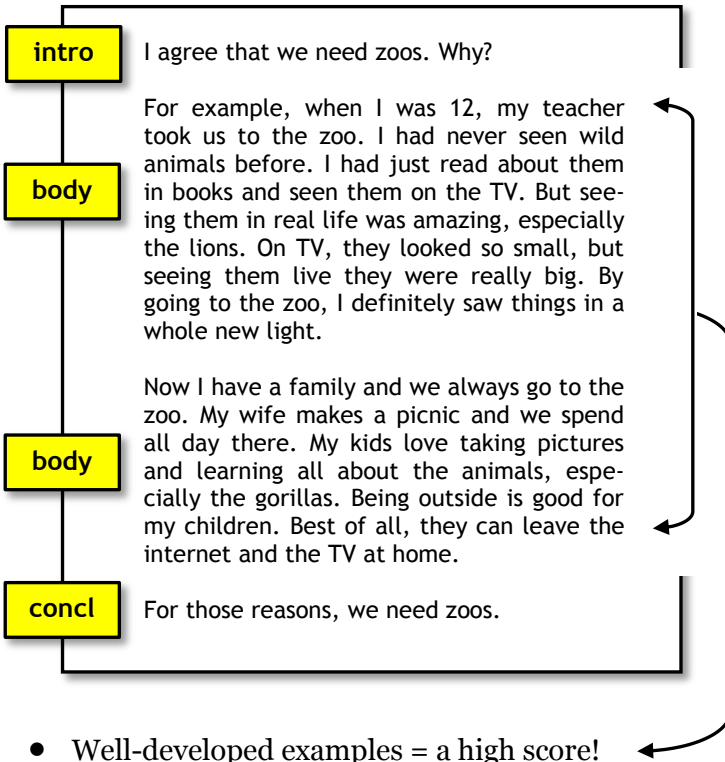 intro
I agree that we need zoos. Why?
For example, when I was 12, my teacher
took us to the zoo. I had never seen wild
animals before. I had just read about them
body
in books and seen them on the TV. But see-
ing them in real life was amazing, especially
the lions. On TV, they looked so small, but
seeing them live they were really big. By
going to the zoo, I definitely saw things in a
whole new light.
Now I have a family and we always go to the
zoo. My wife makes a picnic and we spend
body
all day there. My kids love taking pictures
and learning all about the animals, espe-
cially the gorillas. Being outside is good for
my children. Best of all, they can leave the
internet and the TV at home.
concl
For those reasons, we need zoos.
• Well-developed examples = a high score!